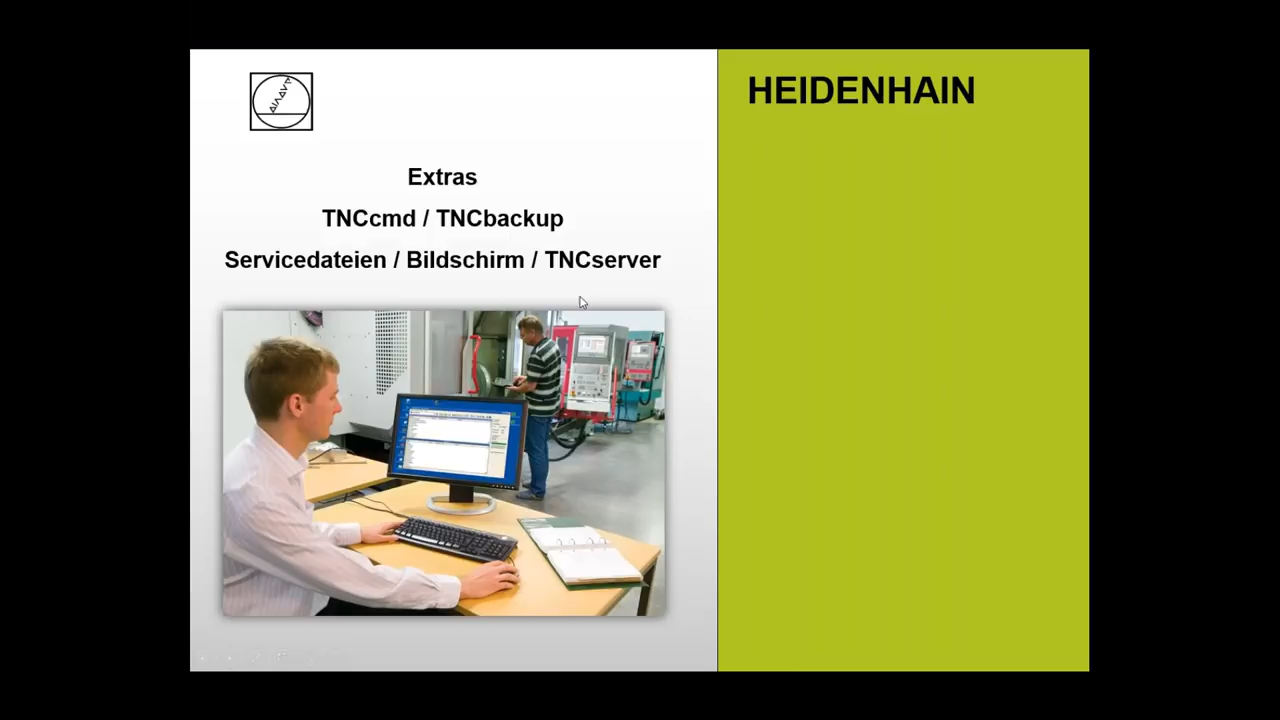 HEIDENHAIN
Extras
TNCcmd / TNCbackup
Servicedateien / Bildschirm / TNCserver